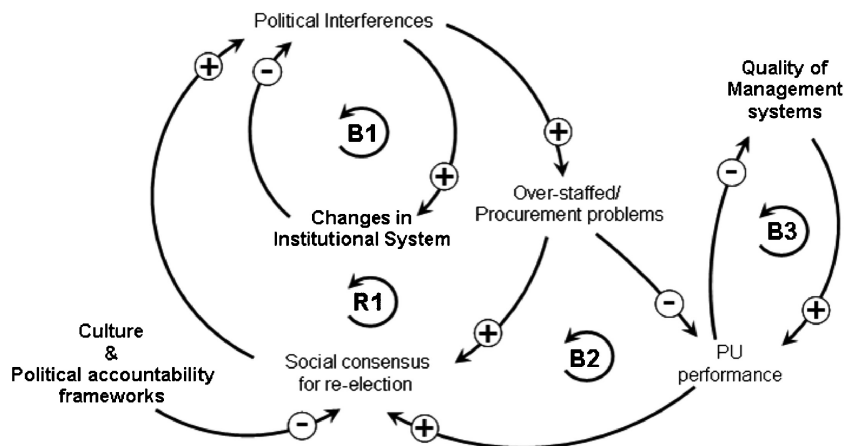 Political Interferences
+
-
Quality of
Management
systems
B1
+
-
+
Over-staffed/
Procurement problems
Changes in
Institutional System
B3
R1
-
+
+
B2
Culture
&
Political accountability
frameworks
Social consensus
for re-election
PU
performance
-
+